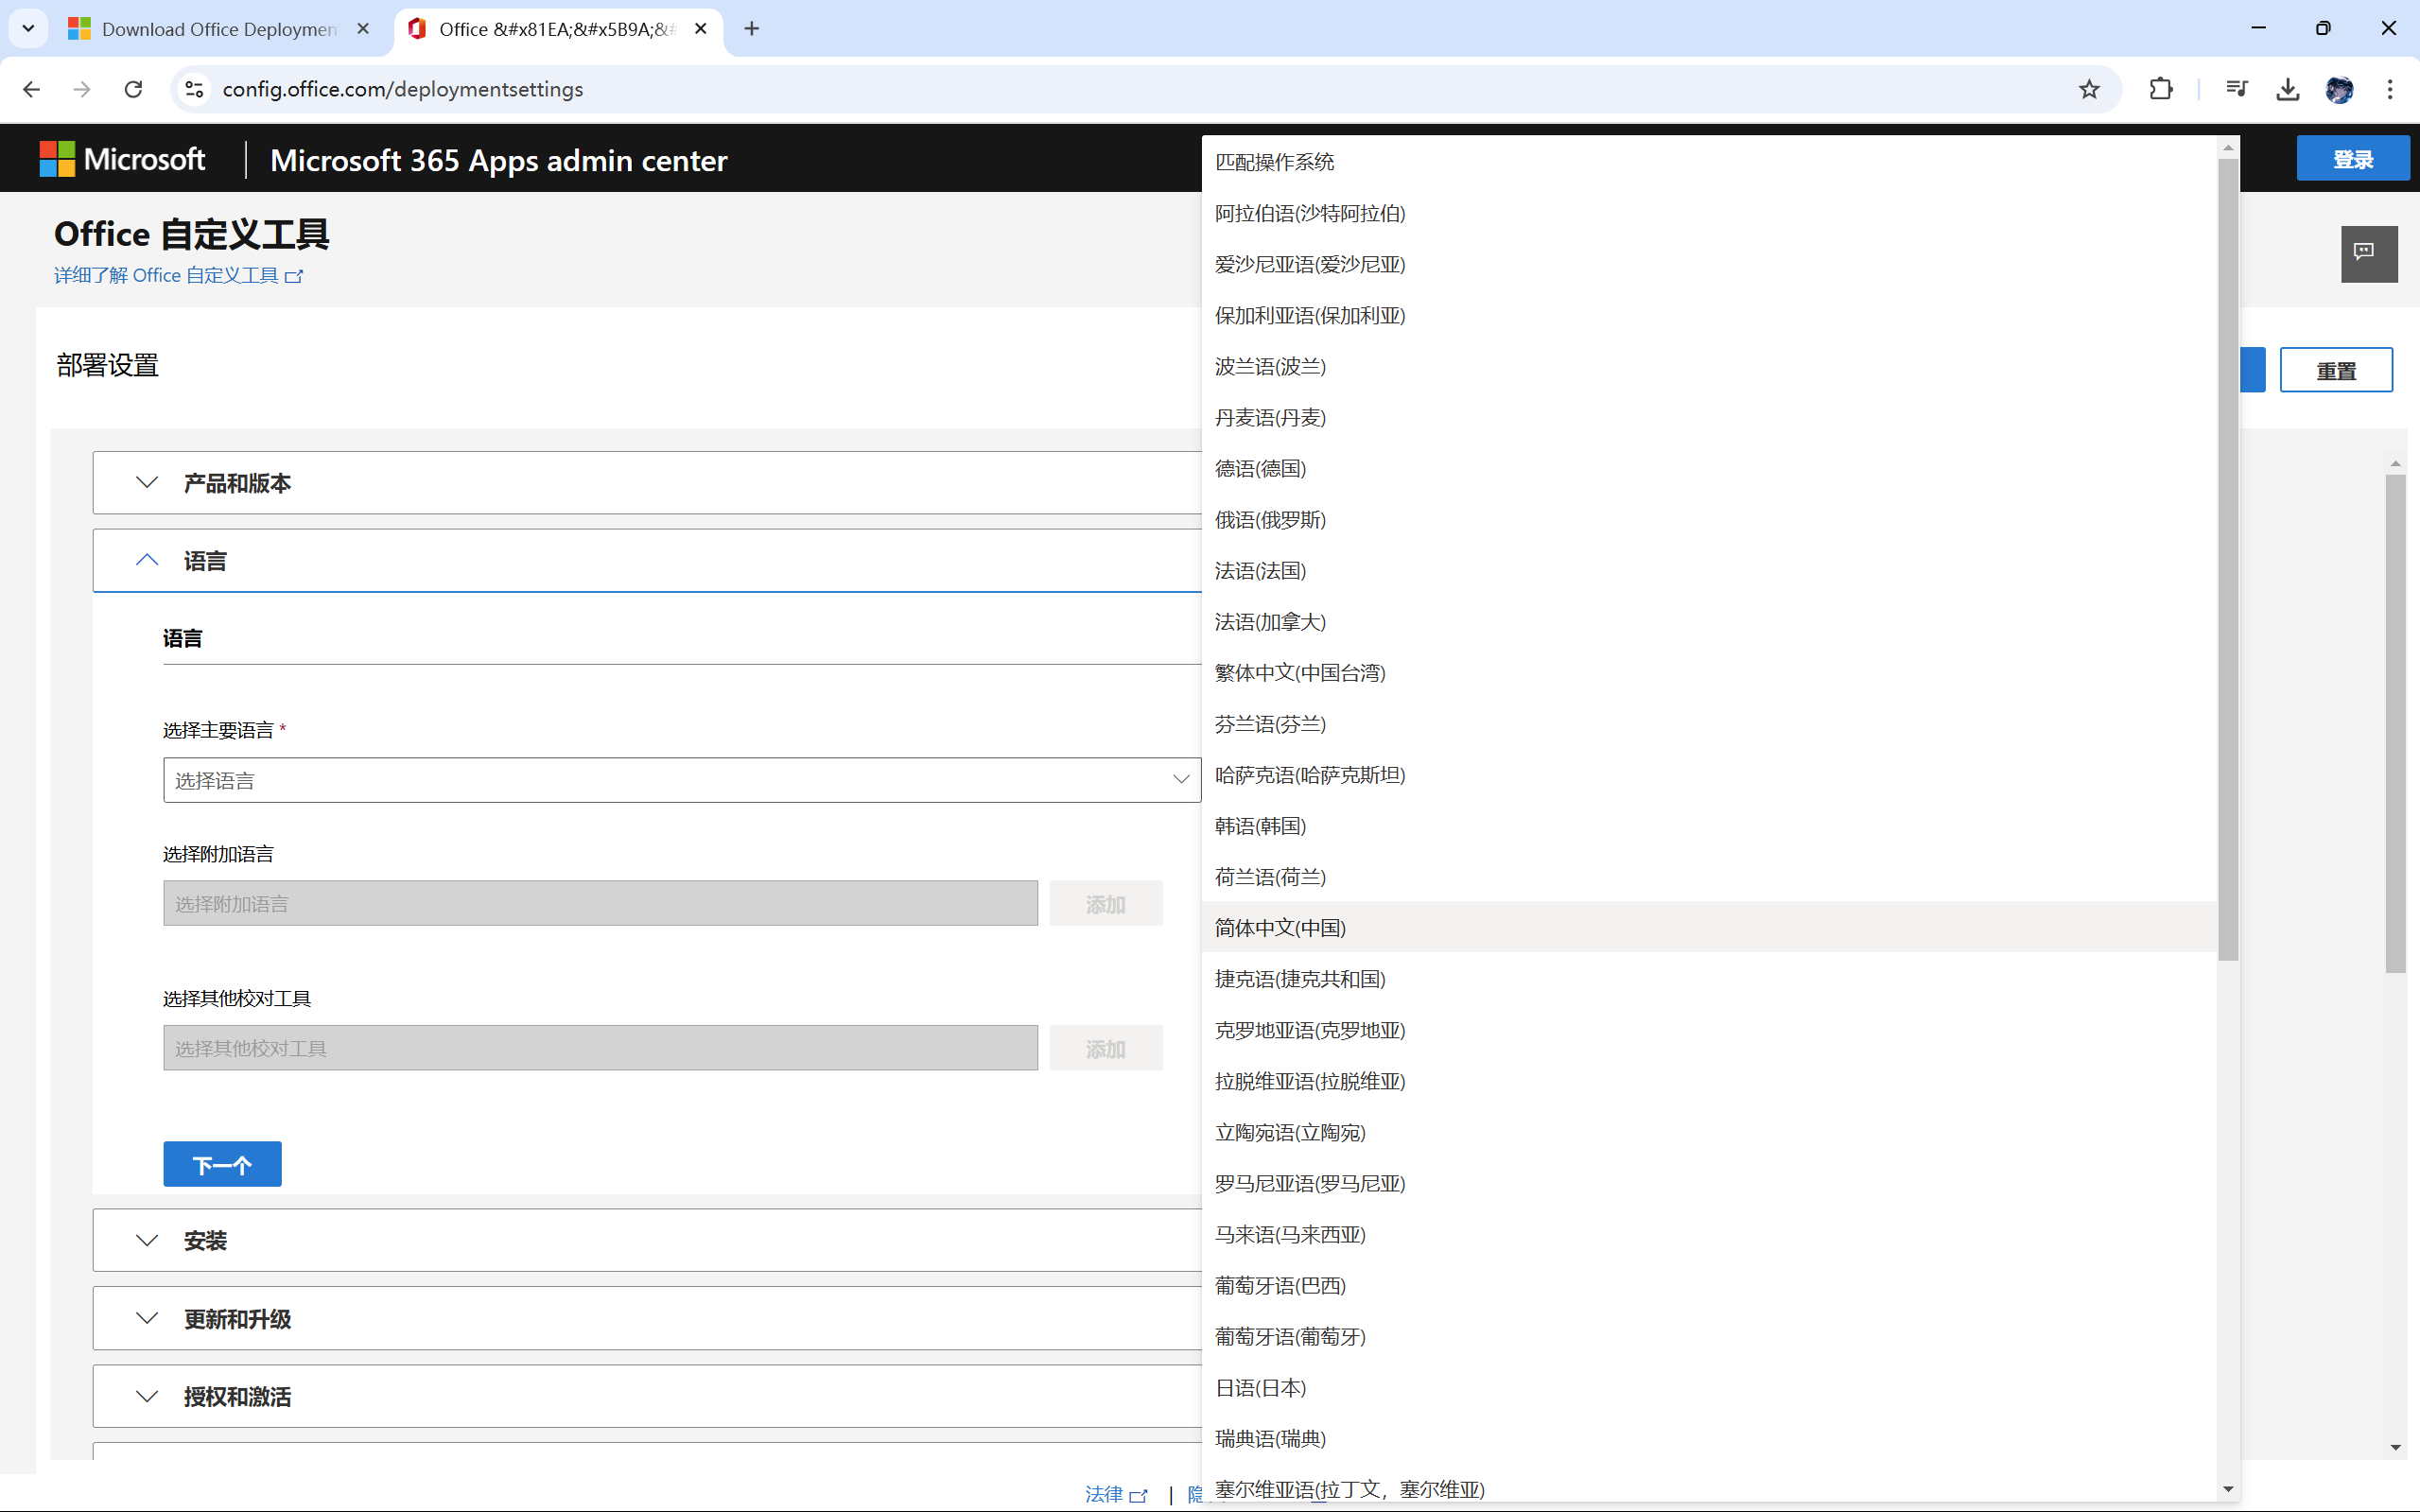 Download Office Deploymen
Office &#x81EA;&#x5B9A;&#
config.office.com/deploymentsettings
Microsoft
Microsoft 365 Apps admin center
登录
Office 自定义工具
详细了解 Office 自定义工具
部署设置
重置
产品和版本
语言
语言
选择主要语言 *
选择语言
选择附加语言
选择附加语言
添加
选择其他校对工具
选择其他校对工具
添加
下一个
安装
更新和升级
授权和激活
匹配操作系统
阿拉伯语(沙特阿拉伯)
爱沙尼亚语(爱沙尼亚)
保加利亚语(保加利亚)
波兰语(波兰)
丹麦语(丹麦)
德语(德国)
俄语(俄罗斯)
法语(法国)
法语(加拿大)
繁体中文(中国台湾)
芬兰语(芬兰)
哈萨克语(哈萨克斯坦)
韩语(韩国)
荷兰语(荷兰)
简体中文(中国)
捷克语(捷克共和国)
克罗地亚语(克罗地亚)
拉脱维亚语(拉脱维亚)
立陶宛语(立陶宛)
罗马尼亚语(罗马尼亚)
马来语(马来西亚)
葡萄牙语(巴西)
葡萄牙语(葡萄牙)
日语(日本)
瑞典语(瑞典)
塞尔维亚语(拉丁文，塞尔维亚)
法律 | 隐